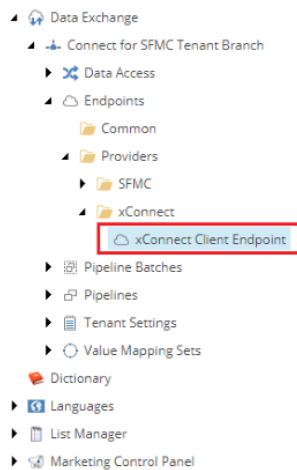 Data Exchange
Connect for SFMC Tenant Branch
Data Access
Endpoints
Common
Providers
SFMC
xConnect
xConnect Client Endpoint
Pipeline Batches
Pipelines
Tenant Settings
Value Mapping Sets
Dictionary
Languages
List Manager
Marketing Control Panel